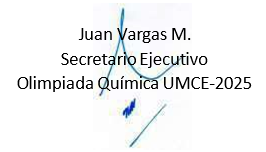 Juan Vargas M.
Secretario Ejecutivo
Olimpiada Química UMCE-2025